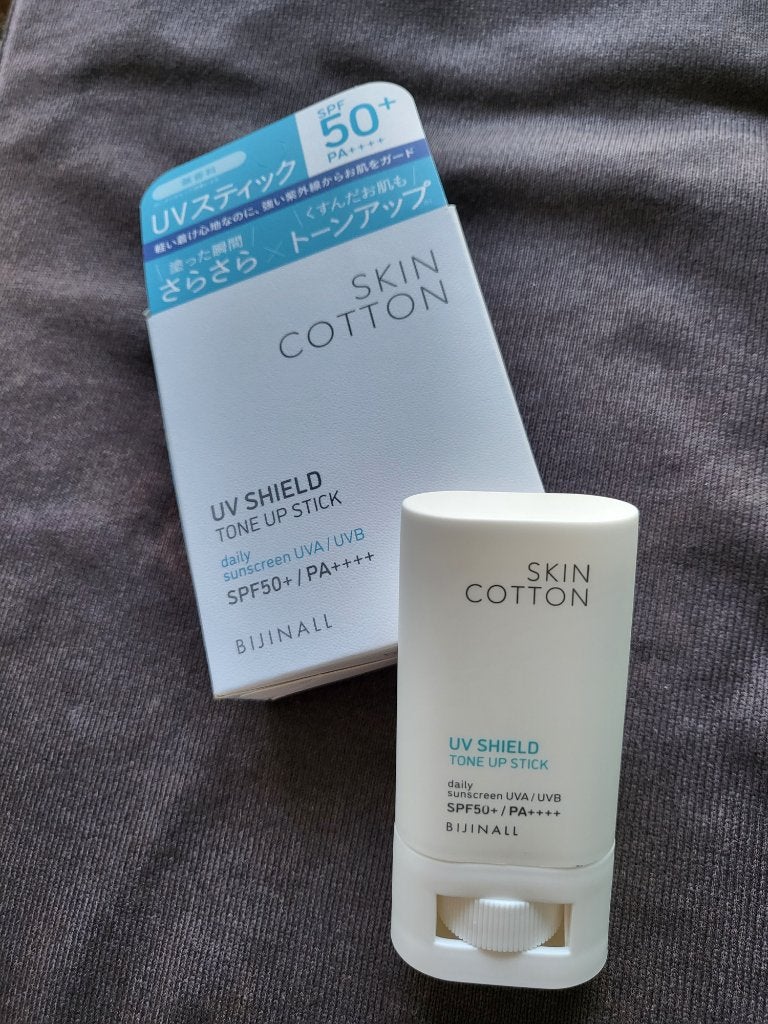 SPF
50+
PA++++
無香料
UVスティック
軽い着け心地なのに、強い紫外線からお肌をガード
塗った瞬間
さらさら
×
くすんだお肌も
トーンアップ
SKIN
COTTON
UV SHIELD
TONE UP STICK
daily
sunscreen UVA / UVB
SPF50+ / PA++++
BIJINALL
SKIN
COTTON
UV SHIELD
TONE UP STICK
daily
sunscreen UVA / UVB
SPF50+ / PA++++
BIJINALL